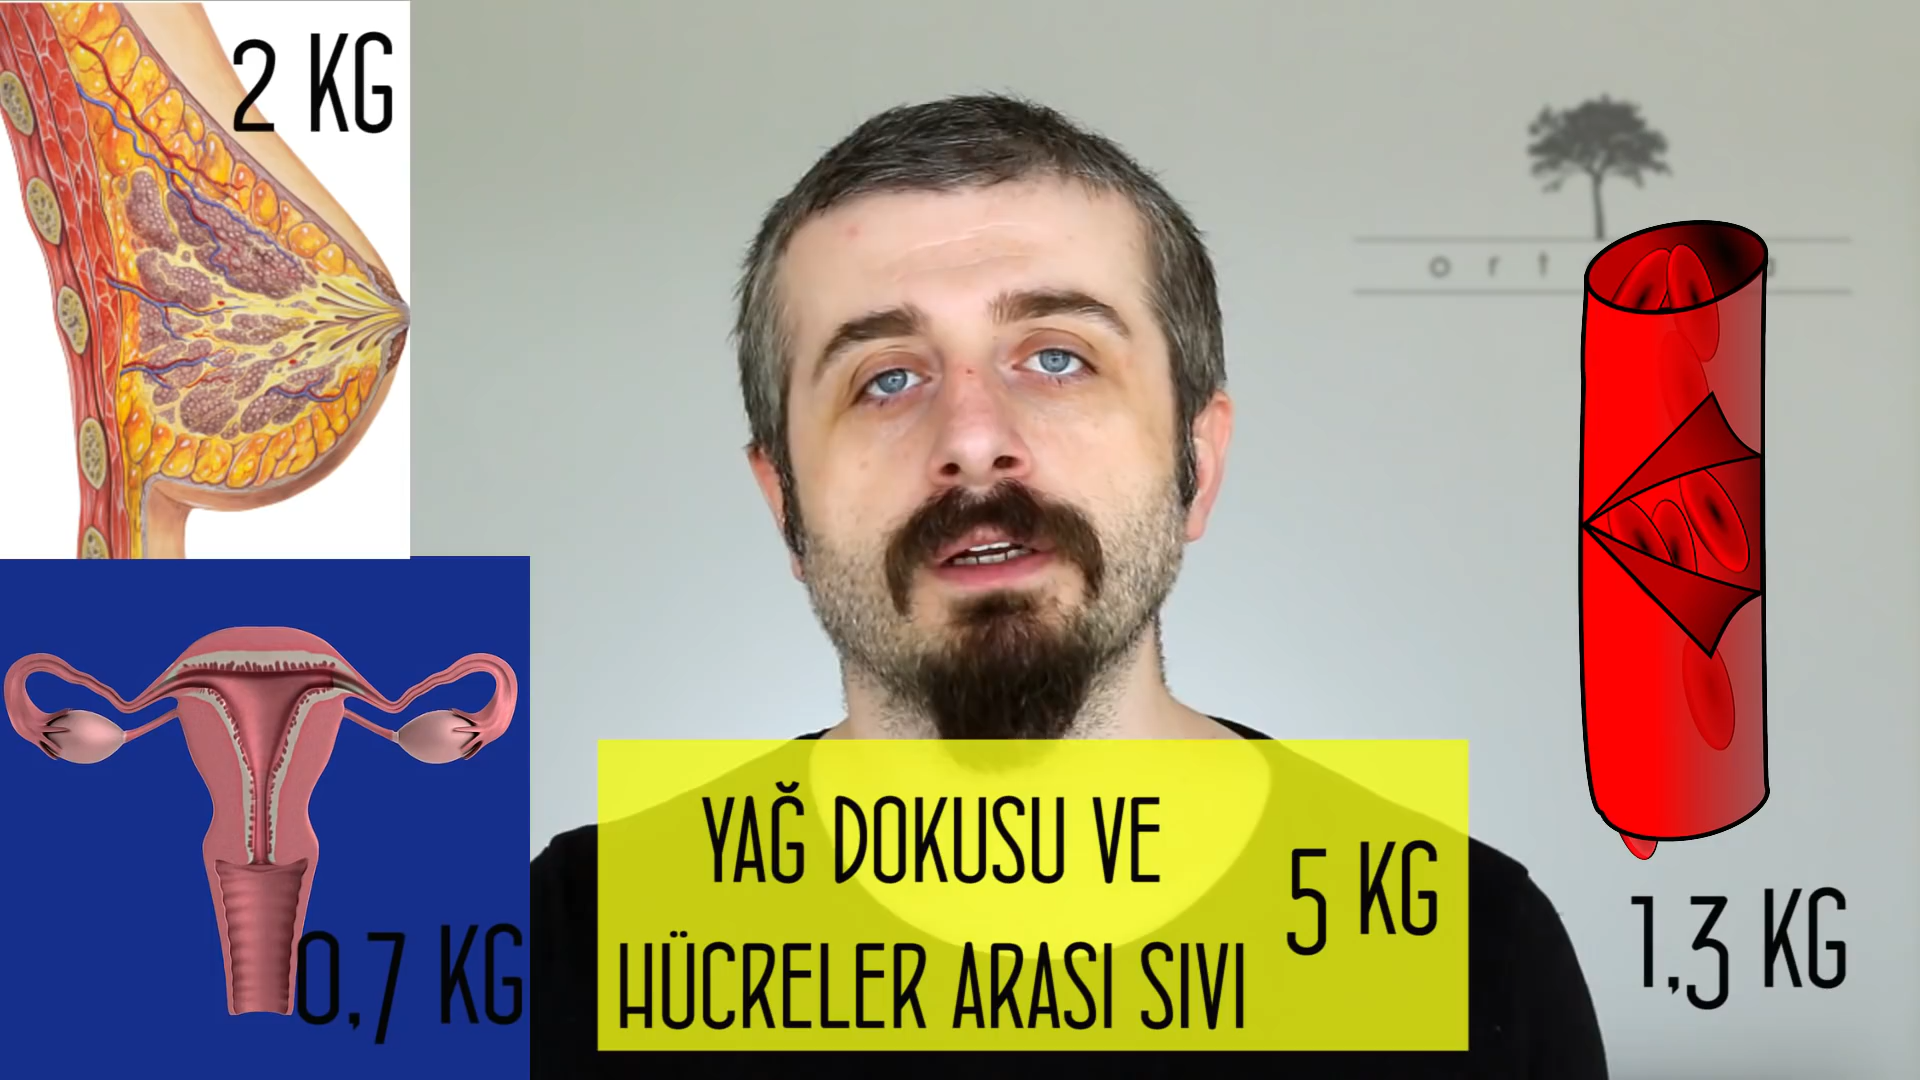 2 KG
0,7 KG
YAĞ DOKUSU VE
HÜCRELER ARASI SIVI
5 KG
1,3 KG